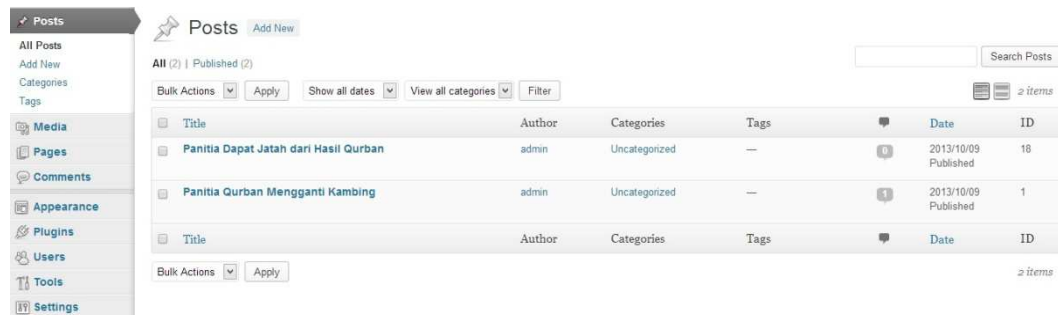 Posts
All Posts
Add New
Categories
Tags
Media
Pages
Comments
Appearance
Plugins
Users
Tools
Settings
Posts Add New
All (2) | Published (2)
Search Posts
Bulk Actions Apply Show all dates View all categories Filter 2 items
Title Author Categories Tags Date ID
Panitia Dapat Jatah dari Hasil Qurban admin Uncategorized — 0 2013/10/09 18
Published
Panitia Qurban Mengganti Kambing admin Uncategorized — 1 2013/10/09 1
Published
Title Author Categories Tags Date ID
Bulk Actions Apply 2 items